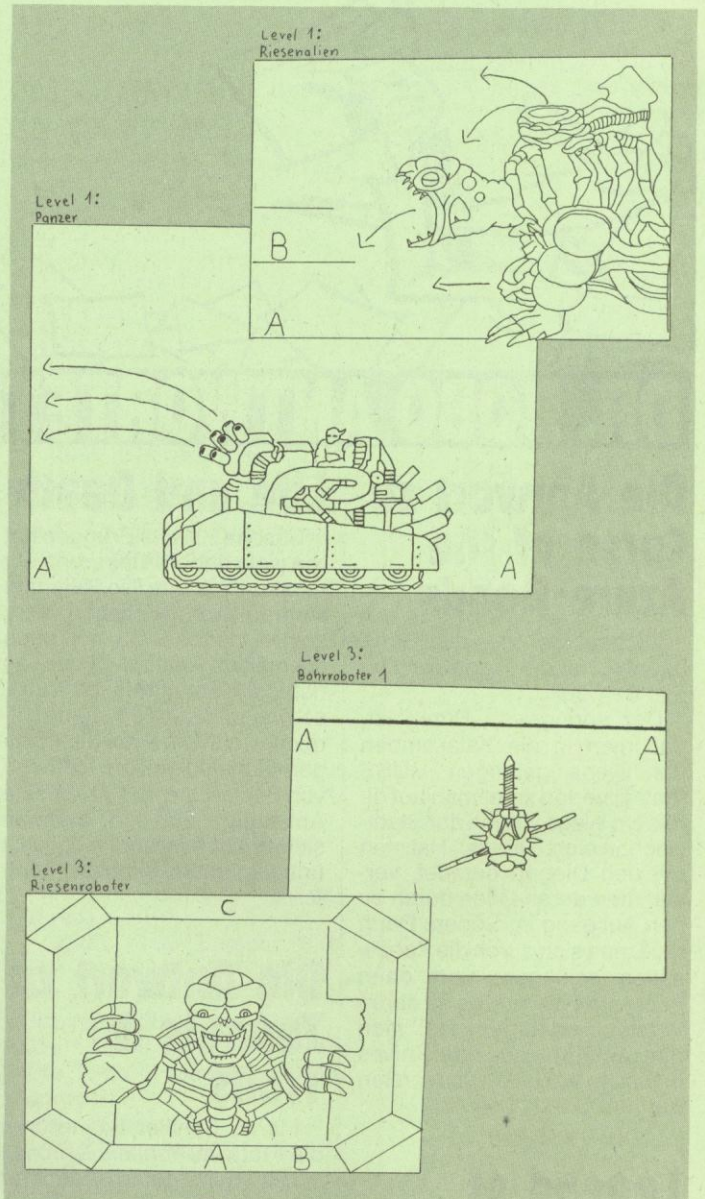 Level 1:
Riesenalien
B
A
Level 1:
Panzer
A A
Level 3:
Bohrroboter 1
A A
Level 3:
Riesenroboter
C
A B